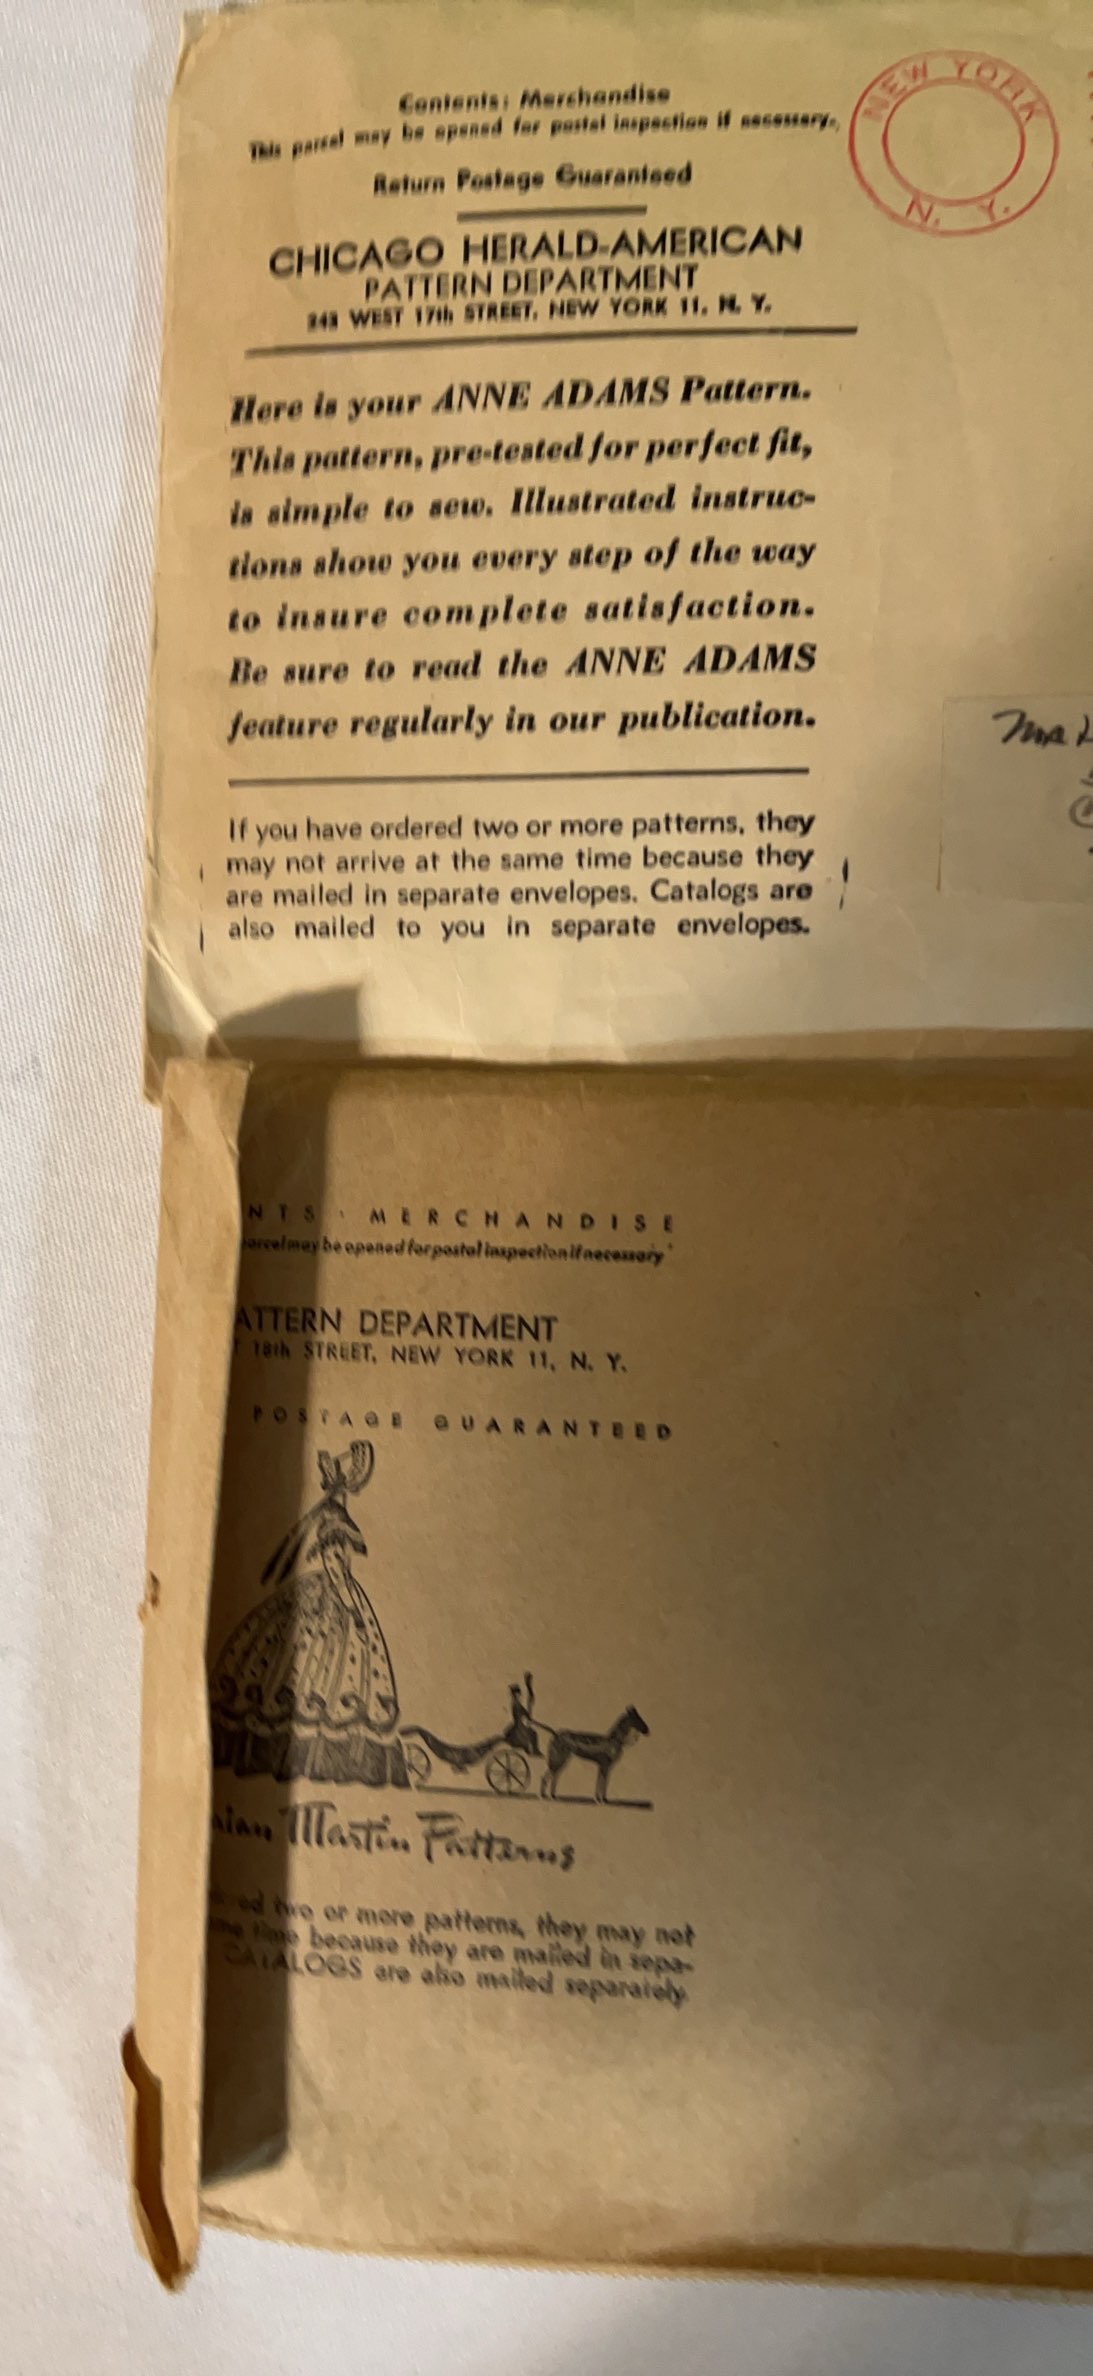 Contents: Merchandise
This parcel may be opened for postal inspection if necessary.
Return Postage Guaranteed
NEW YORK
N. Y.
CHICAGO HERALD-AMERICAN
PATTERN DEPARTMENT
243 WEST 17th STREET, NEW YORK 11, N. Y.
Here is your ANNE ADAMS Pattern.
This pattern, pre-tested for perfect fit,
is simple to sew. Illustrated instruc-
tions show you every step of the way
to insure complete satisfaction.
Be sure to read the ANNE ADAMS
feature regularly in our publication.
If you have ordered two or more patterns, they
may not arrive at the same time because they
are mailed in separate envelopes. Catalogs are
also mailed to you in separate envelopes.
NTS · MERCHANDISE
parcel may be opened for postal inspection if necessary
ATTERN DEPARTMENT
18th STREET, NEW YORK 11, N. Y.
POSTAGE GUARANTEED
rian Martin Patterns
two or more patterns, they may not
time because they are mailed in sepa-
CATALOGS are also mailed separately.